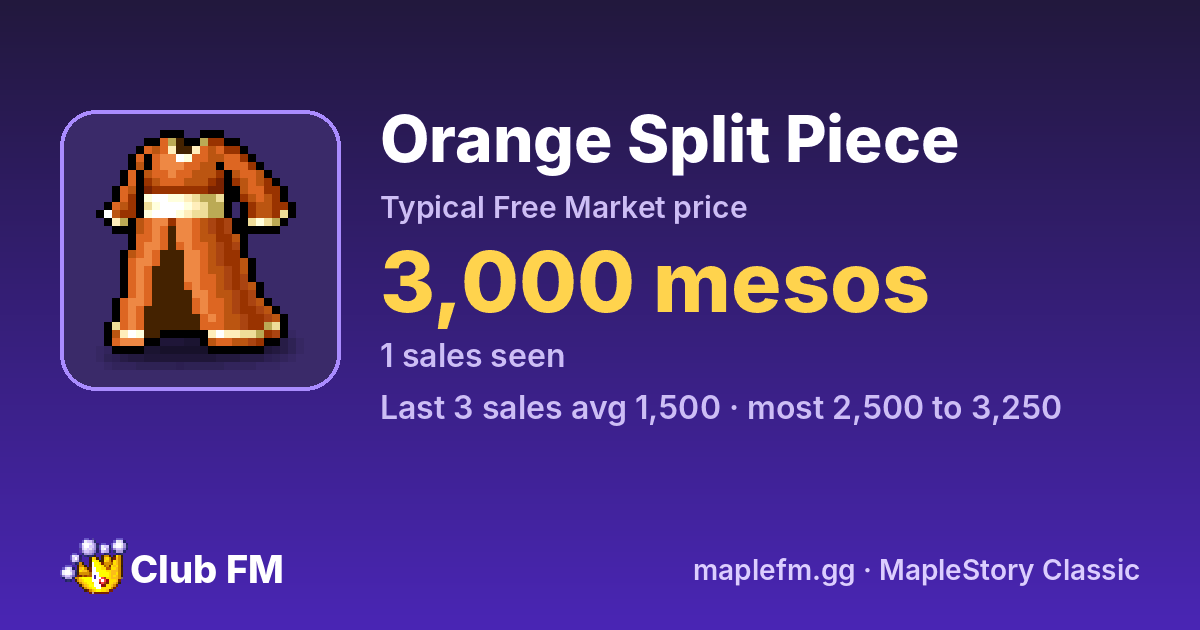 Orange Split Piece
Typical Free Market price
3,000 mesos
1 sales seen
Last 3 sales avg 1,500 · most 2,500 to 3,250
Club FM
maplefm.gg · MapleStory Classic